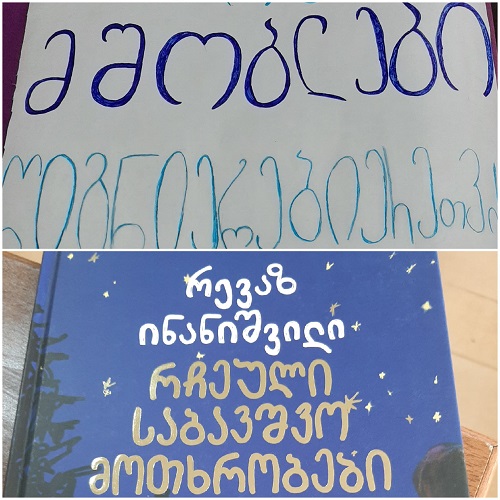 მშობლები
რევაზ
ინანიშვილი
რჩეული
საბავშვო
მოთხრობები